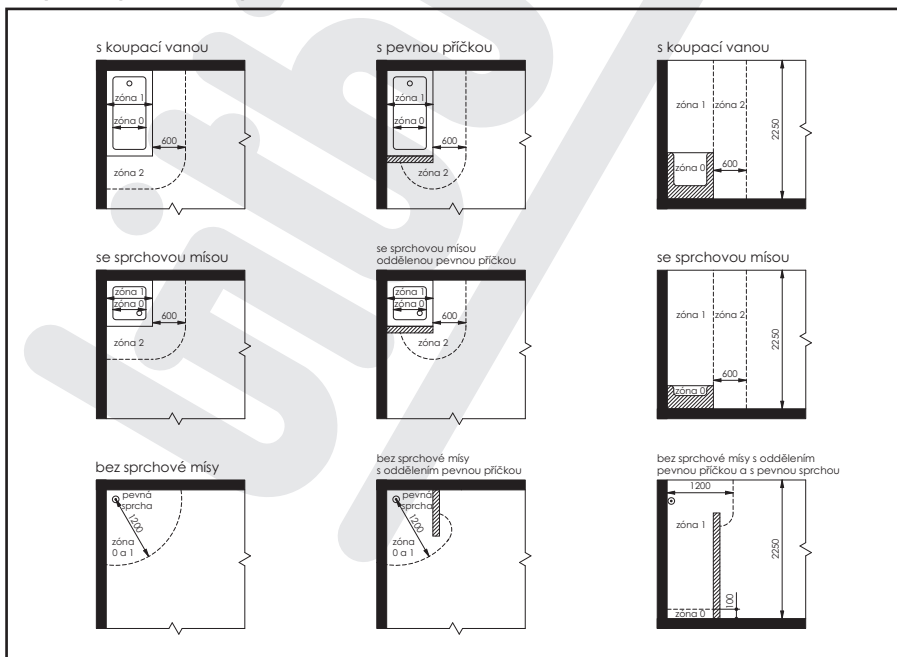 s koupací vanou
zóna 1
zóna 0
600
zóna 2
s pevnou příčkou
zóna 1
zóna 0
600
zóna 2
s koupací vanou
zóna 1
zóna 2
2250
zóna 0
600
se sprchovou mísou
zóna 1
zóna 0
600
zóna 2
se sprchovou mísou
oddělenou pevnou příčkou
zóna 1
zóna 0
600
zóna 2
se sprchovou mísou
zóna 1
zóna 2
2250
600
zóna 0
bez sprchové mísy
pevná
sprcha
1200
zóna
0 a 1
bez sprchové mísy
s oddělením pevnou příčkou
pevná
sprcha
1200
zóna
0 a 1
bez sprchové mísy s oddělením
pevnou příčkou a s pevnou sprchou
1200
zóna 1
2250
100
zóna 0